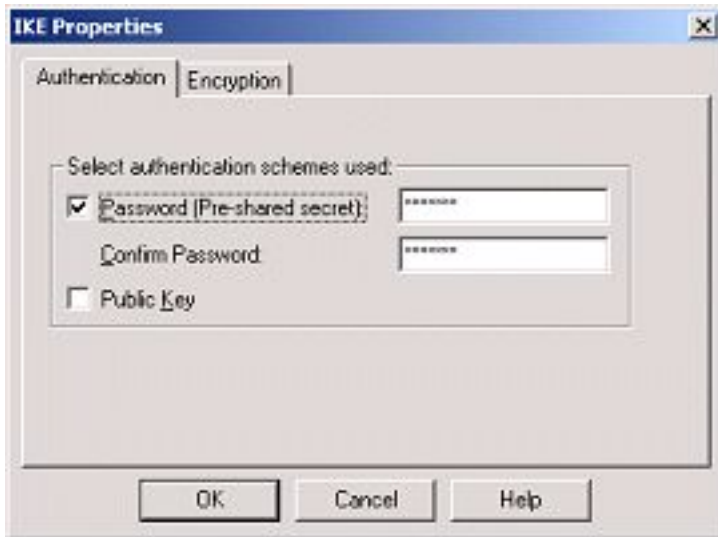 IKE Properties
Authentication Encryption
Select authentication schemes used:
Password (Pre-shared secret): *******
Confirm Password: *******
Public Key
OK Cancel Help